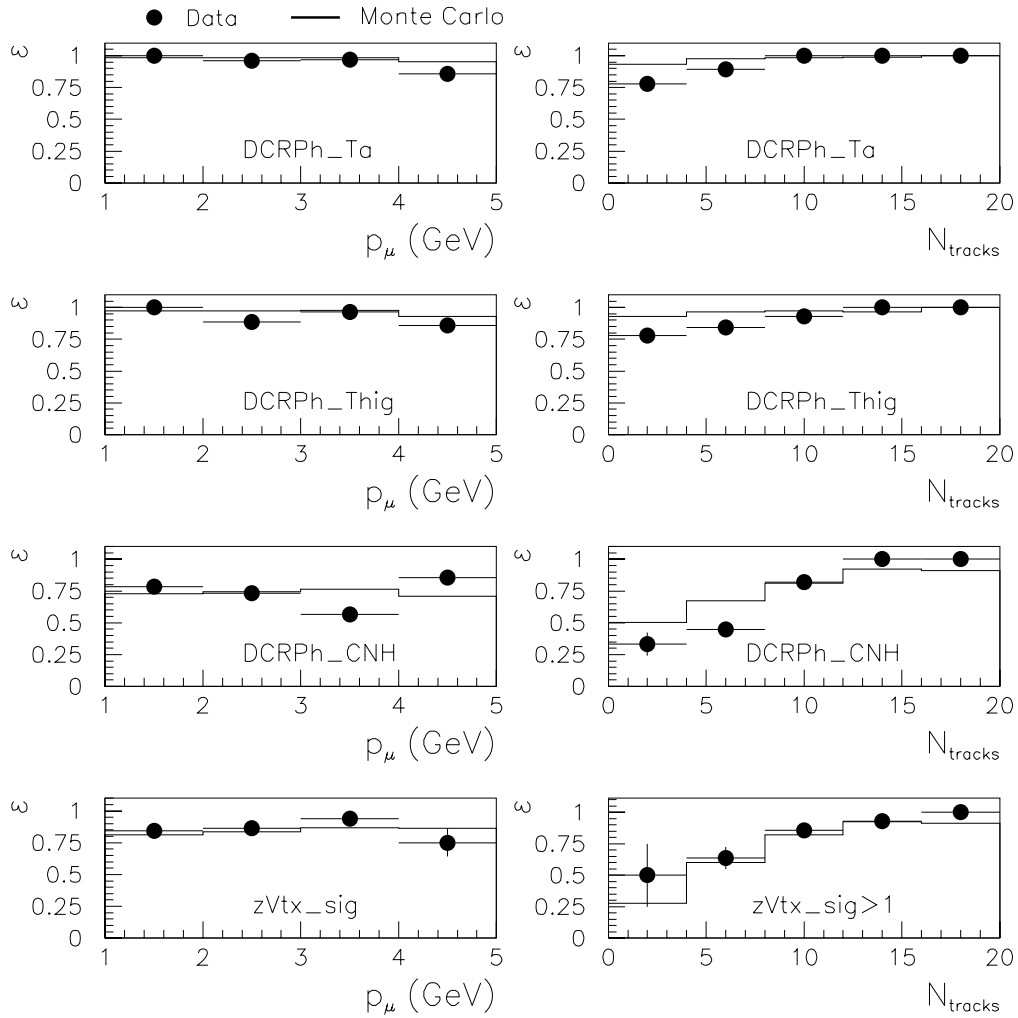 Data Monte Carlo
ε
1
0.75
0.5
0.25
0
DCRPh_Ta
1 2 3 4 5
p_μ (GeV)
ε
1
0.75
0.5
0.25
0
DCRPh_Ta
0 5 10 15 20
N_tracks
ε
1
0.75
0.5
0.25
0
DCRPh_Thig
1 2 3 4 5
p_μ (GeV)
ε
1
0.75
0.5
0.25
0
DCRPh_Thig
0 5 10 15 20
N_tracks
ε
1
0.75
0.5
0.25
0
DCRPh_CNH
1 2 3 4 5
p_μ (GeV)
ε
1
0.75
0.5
0.25
0
DCRPh_CNH
0 5 10 15 20
N_tracks
ε
1
0.75
0.5
0.25
0
zVtx_sig
1 2 3 4 5
p_μ (GeV)
ε
1
0.75
0.5
0.25
0
zVtx_sig>1
0 5 10 15 20
N_tracks